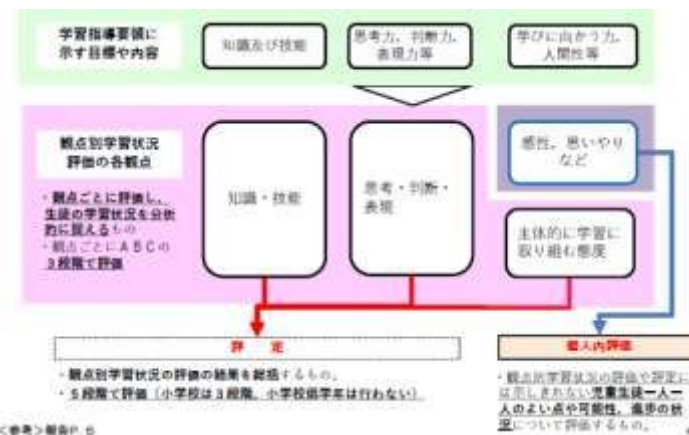 学習指導要領に
示す目標や内容
知識及び技能
思考力、判断力、
表現力等
学びに向かう力、
人間性等
観点別学習状況
評価の各観点
・観点ごとに評価し、
生徒の学習状況を分析
的に捉えるもの
・観点ごとにABCの
3段階で評価
知識・技能
思考・判断・
表現
感性、思いやり
など
主体的に学習に
取り組む態度
評　定
・観点別学習状況の評価の結果を総括するもの。
・5段階で評価（小学校は3段階、小学校低学年は行わない）
個人内評価
・観点別学習状況の評価や評定に
は示しきれない児童生徒一人一
人のよい点や可能性、進歩の状
況について評価するもの。
＜参考＞報告P.6